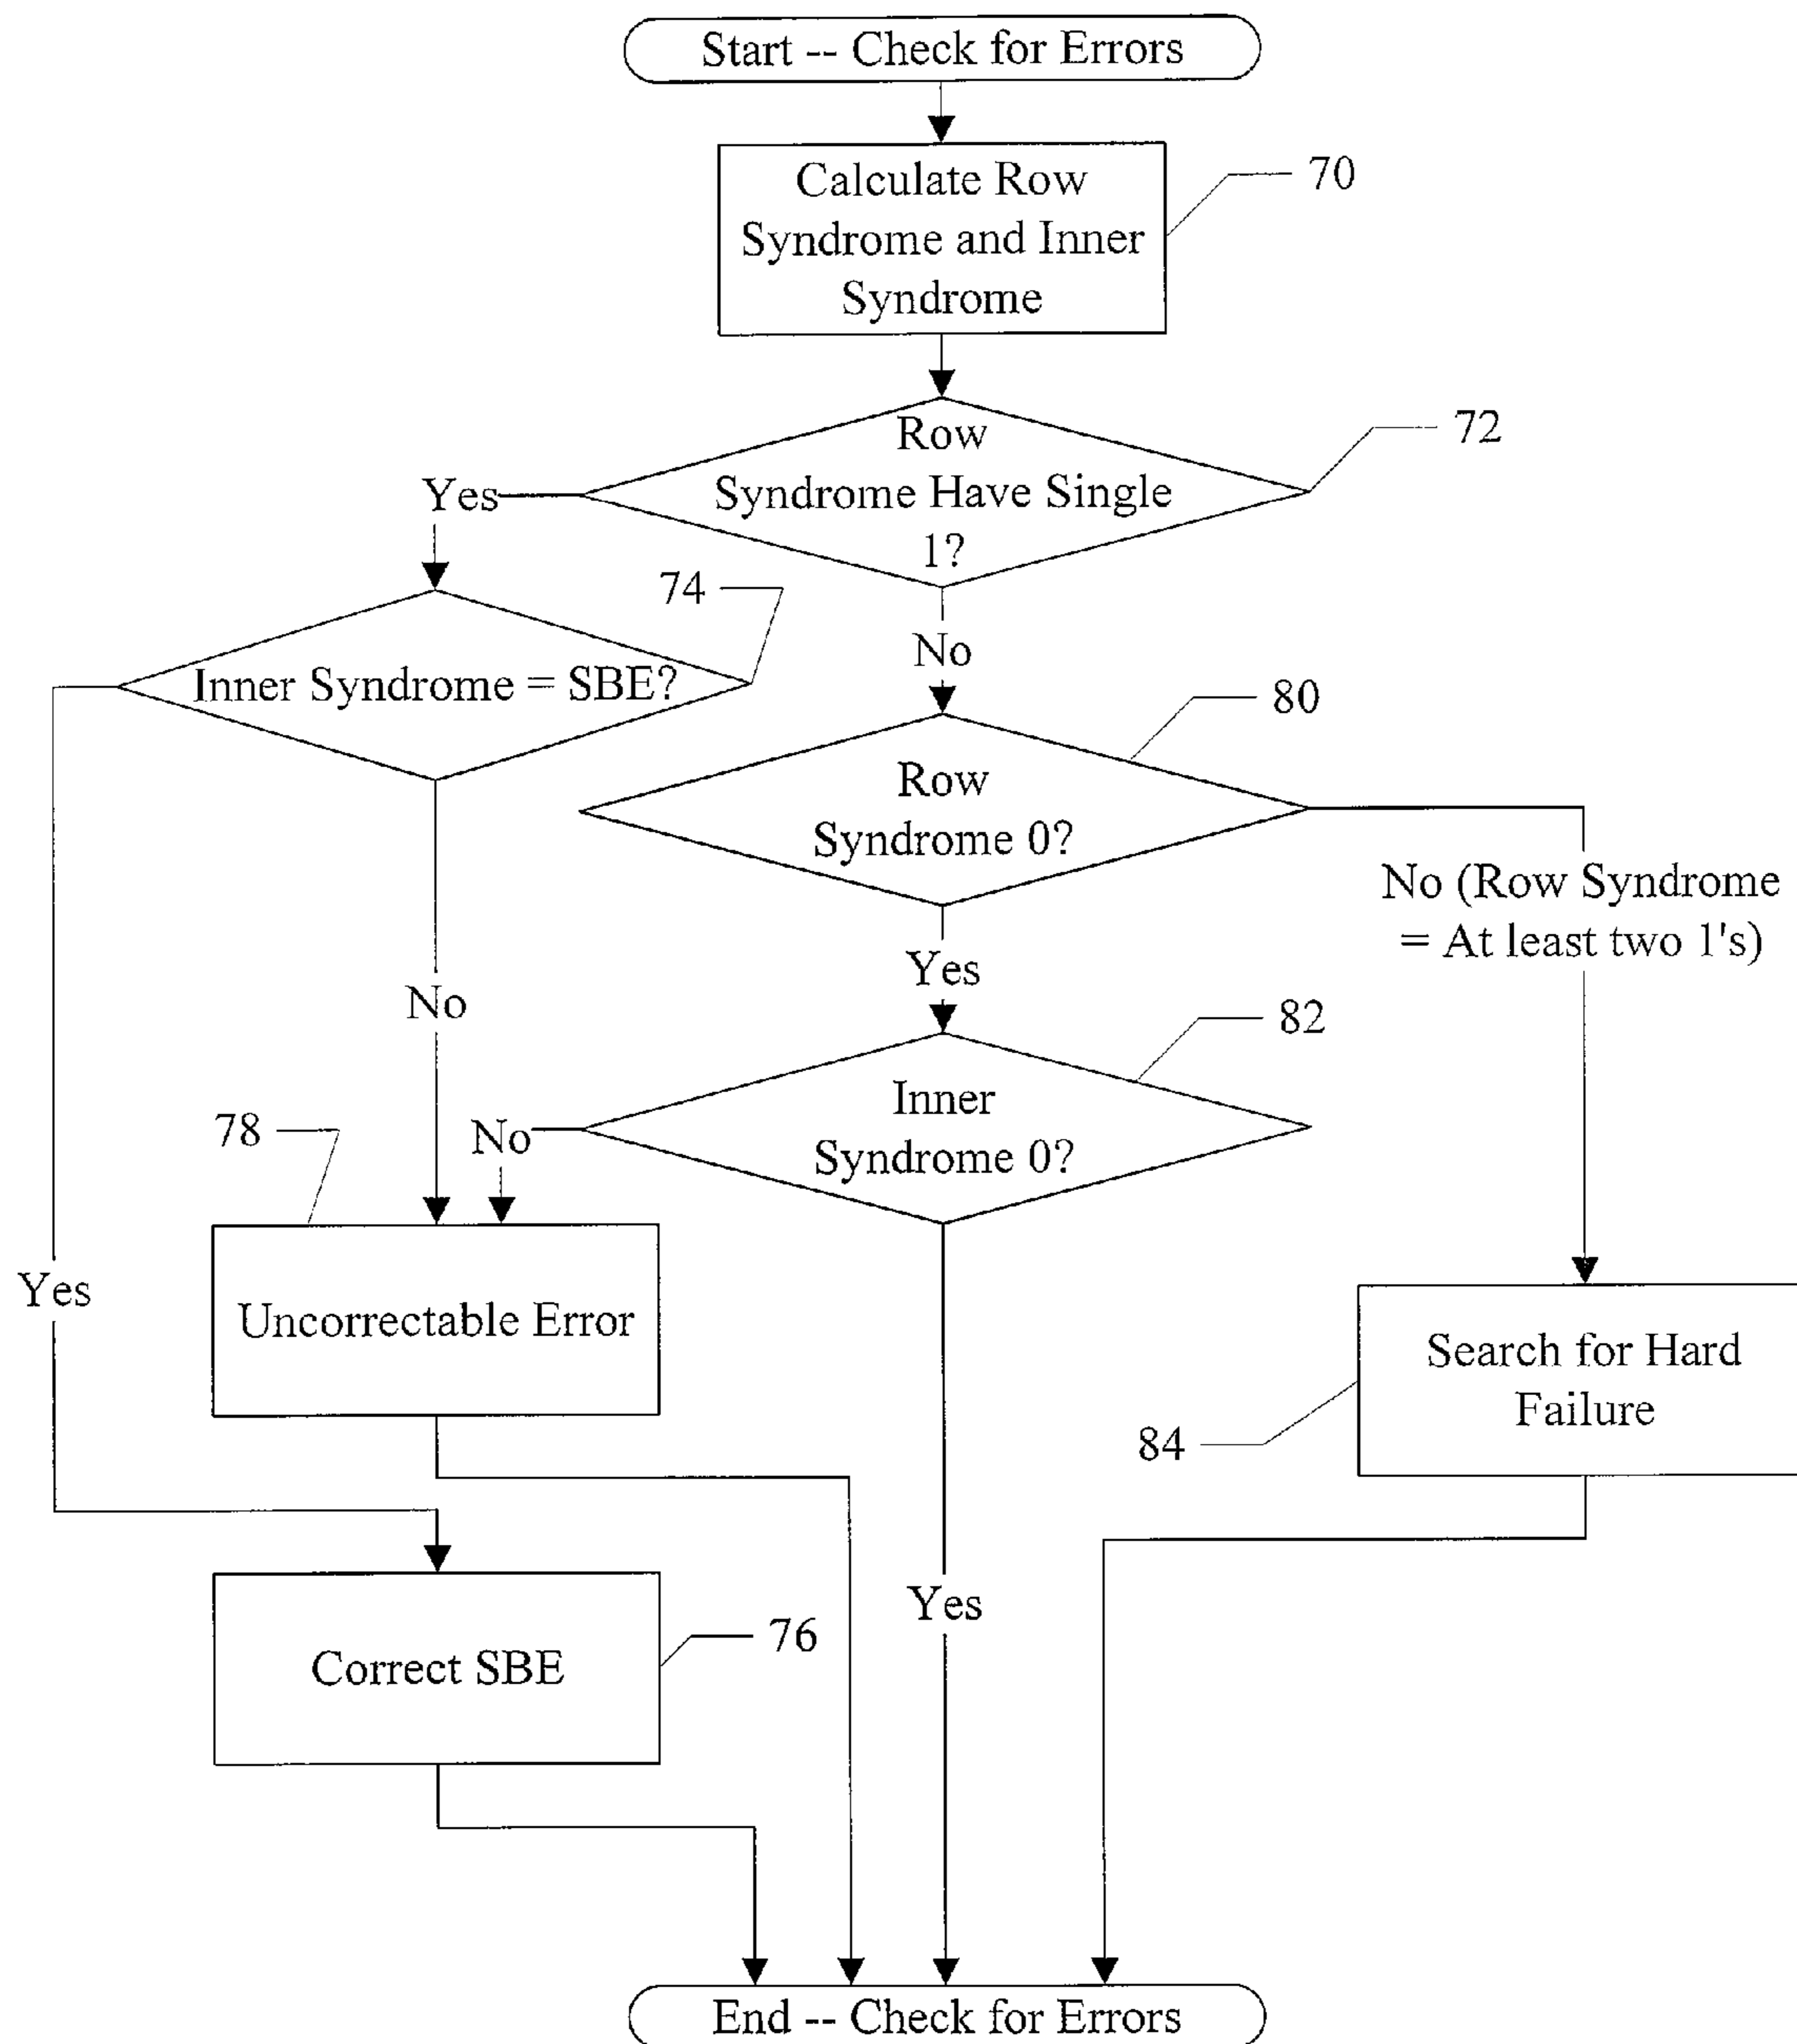 Start -- Check for Errors
Calculate Row
Syndrome and Inner
Syndrome
70
Row
Syndrome Have Single
1?
72
Yes
74
No
Inner Syndrome = SBE?
80
Row
Syndrome 0?
No (Row Syndrome
= At least two 1's)
Yes
No
82
Inner
Syndrome 0?
78
No
Yes
Uncorrectable Error
Search for Hard
Failure
84
Yes
Correct SBE
76
End -- Check for Errors